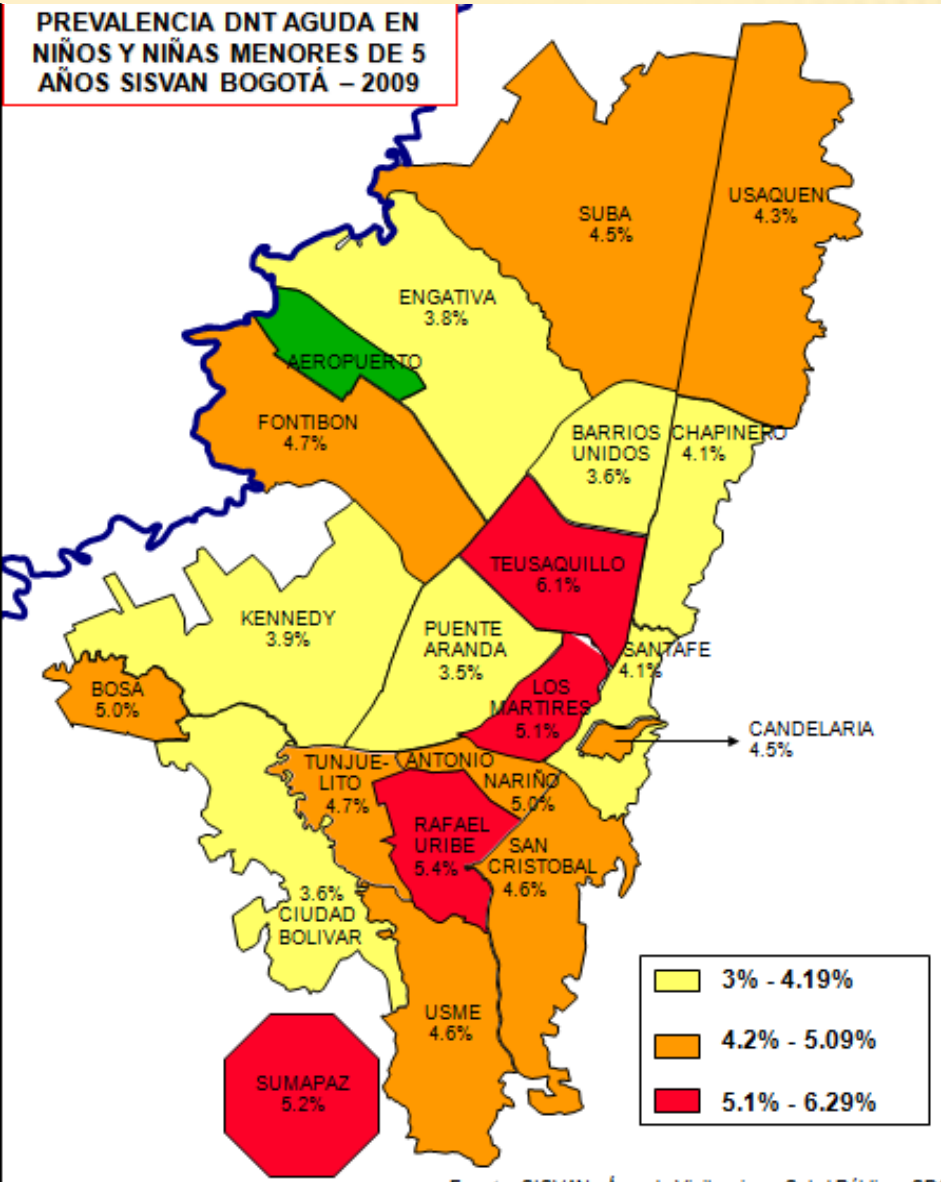 PREVALENCIA DNT AGUDA EN
NIÑOS Y NIÑAS MENORES DE 5
AÑOS SISVAN BOGOTÁ – 2009
USAQUEN
4.3%
SUBA
4.5%
ENGATIVA
3.8%
AEROPUERTO
FONTIBON
4.7%
BARRIOS
UNIDOS
3.6%
CHAPINERO
4.1%
TEUSAQUILLO
6.1%
KENNEDY
3.9%
PUENTE
ARANDA
3.5%
SANTAFE
4.1%
BOSA
5.0%
LOS
MARTIRES
5.1%
CANDELARIA
4.5%
TUNJUE-
LITO
4.7%
ANTONIO
NARIÑO
5.0%
RAFAEL
URIBE
5.4%
SAN
CRISTOBAL
4.6%
3.6%
CIUDAD
BOLIVAR
USME
4.6%
SUMAPAZ
5.2%
3% - 4.19%
4.2% - 5.09%
5.1% - 6.29%